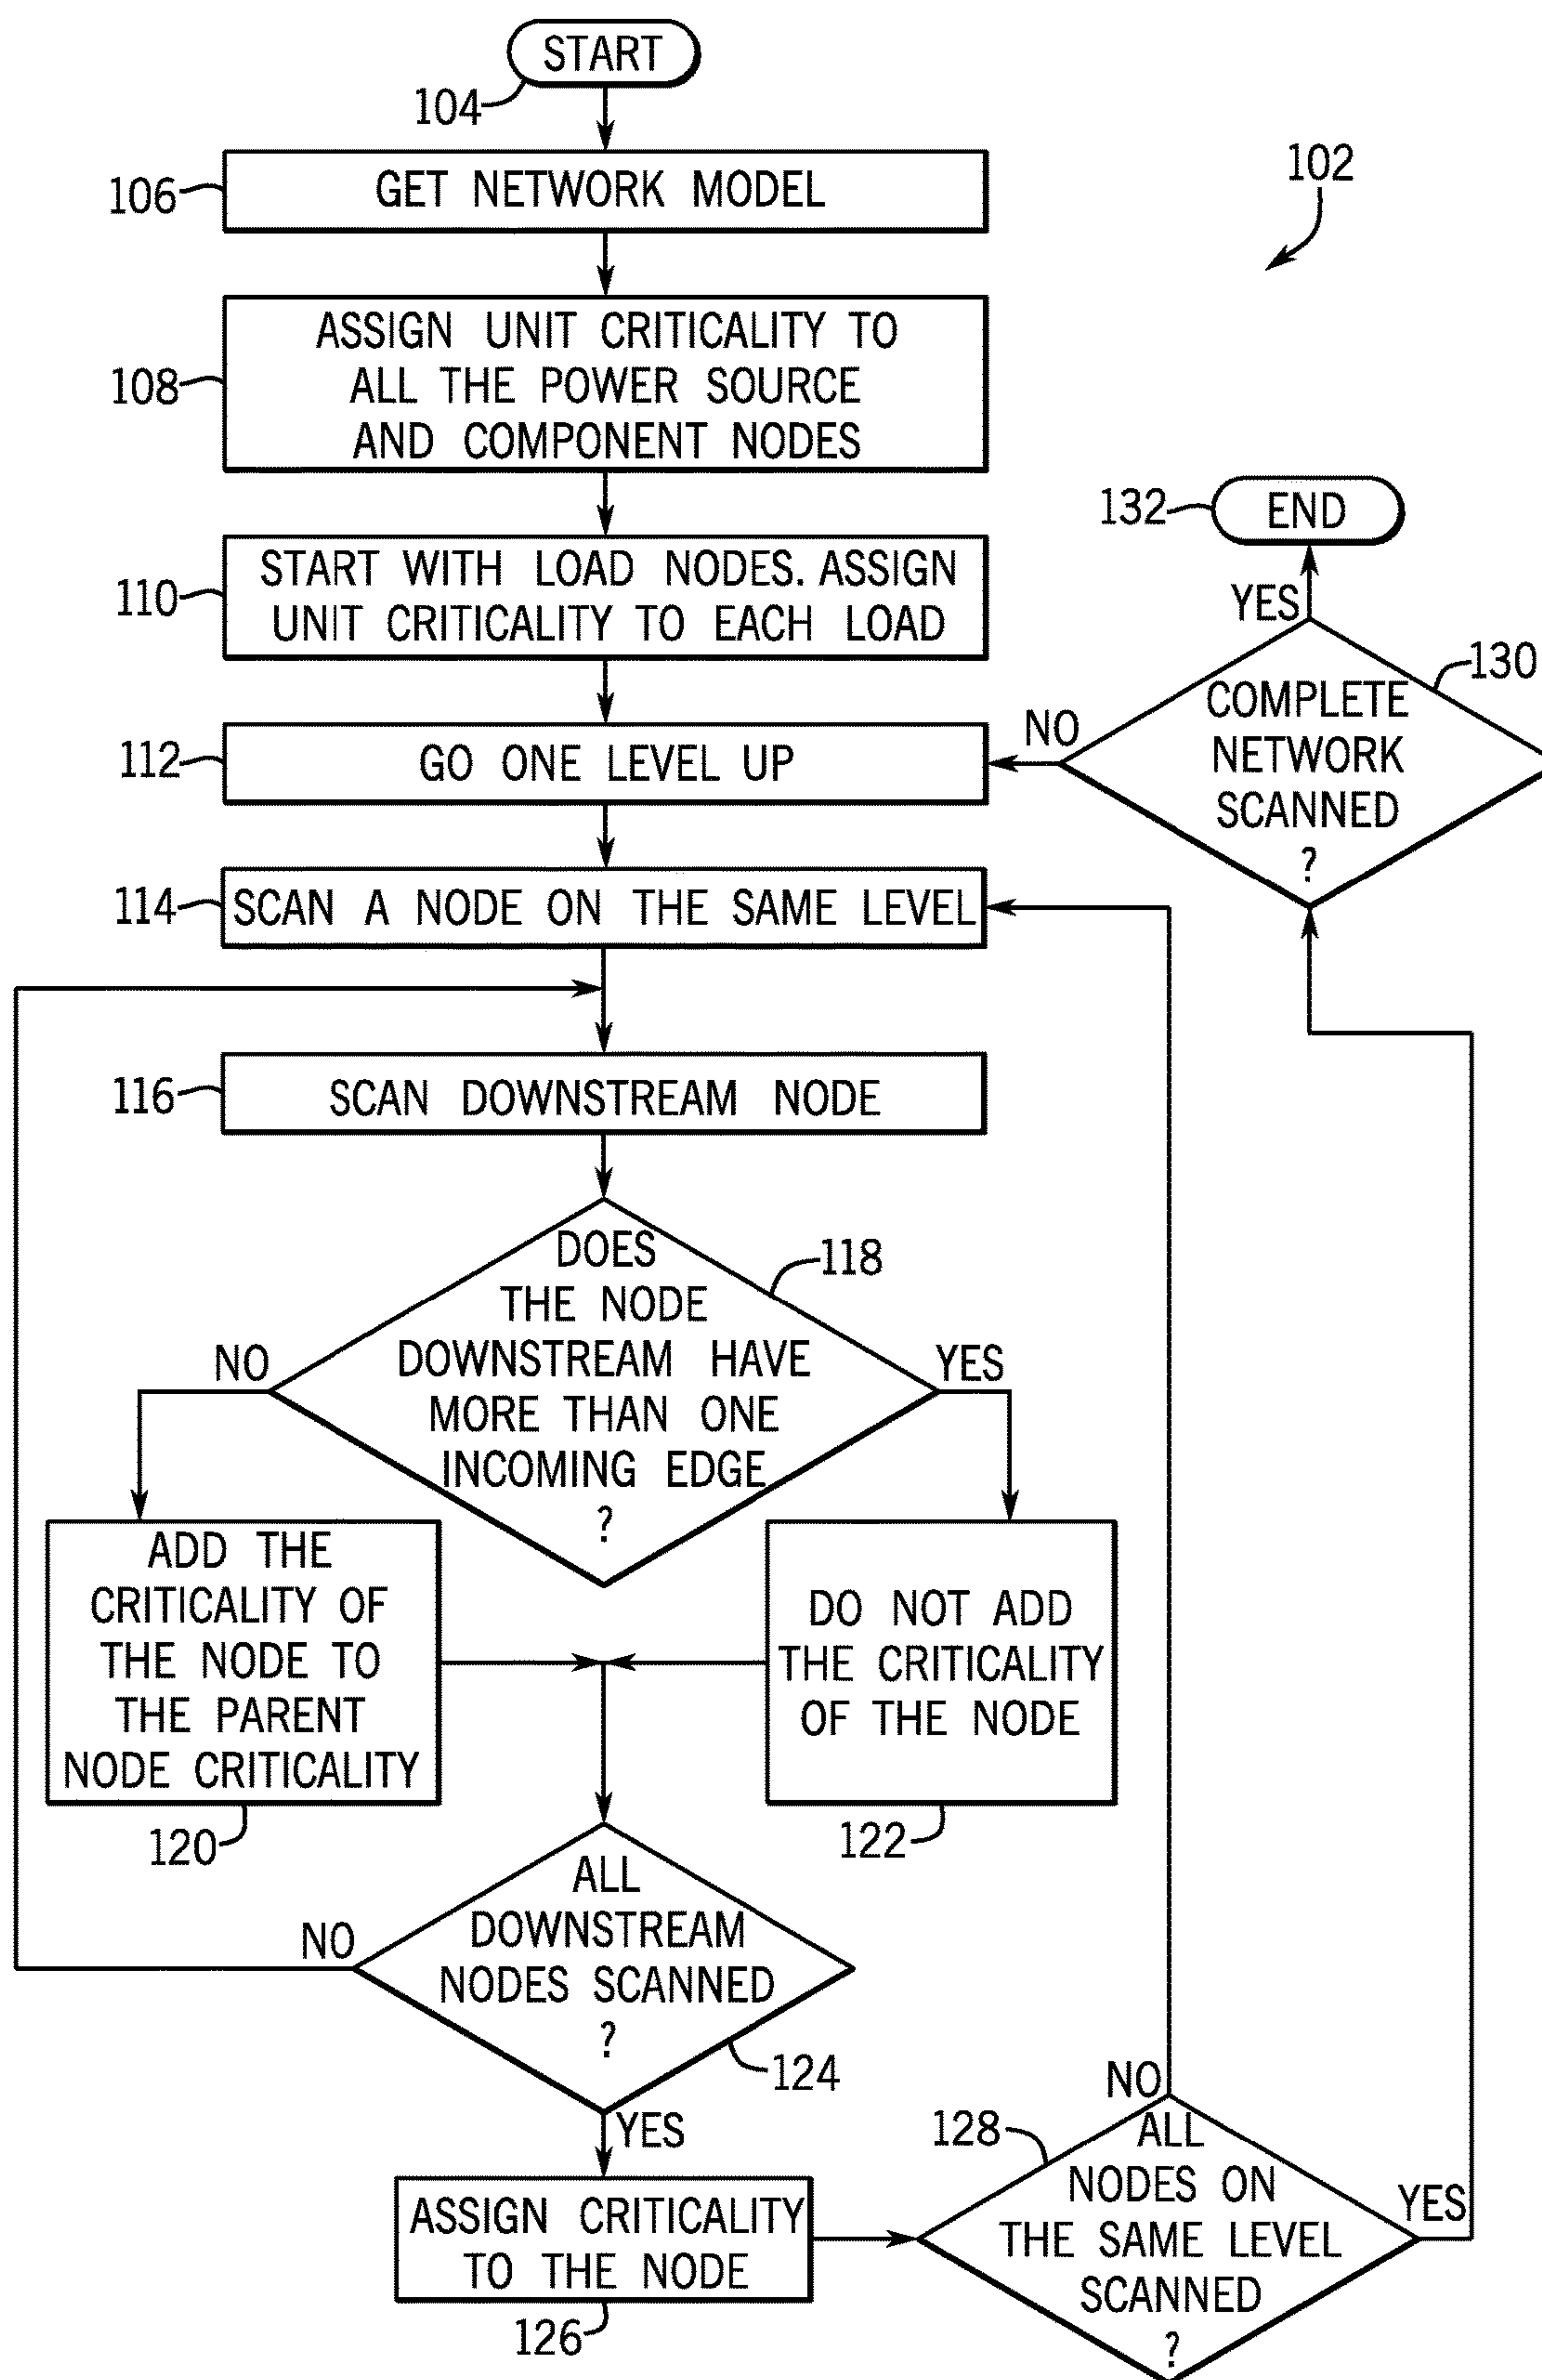 START
104
102
106
GET NETWORK MODEL
108
ASSIGN UNIT CRITICALITY TO
ALL THE POWER SOURCE
AND COMPONENT NODES
132
END
110
START WITH LOAD NODES. ASSIGN
UNIT CRITICALITY TO EACH LOAD
YES
130
COMPLETE
NETWORK
SCANNED
?
NO
112
GO ONE LEVEL UP
114
SCAN A NODE ON THE SAME LEVEL
116
SCAN DOWNSTREAM NODE
118
DOES
THE NODE
DOWNSTREAM HAVE
MORE THAN ONE
INCOMING EDGE
?
NO
YES
ADD THE
CRITICALITY OF
THE NODE TO
THE PARENT
NODE CRITICALITY
120
DO NOT ADD
THE CRITICALITY
OF THE NODE
122
ALL
DOWNSTREAM
NODES SCANNED
?
NO
124
YES
ASSIGN CRITICALITY
TO THE NODE
126
128
NO
ALL
NODES ON
THE SAME LEVEL
SCANNED
?
YES